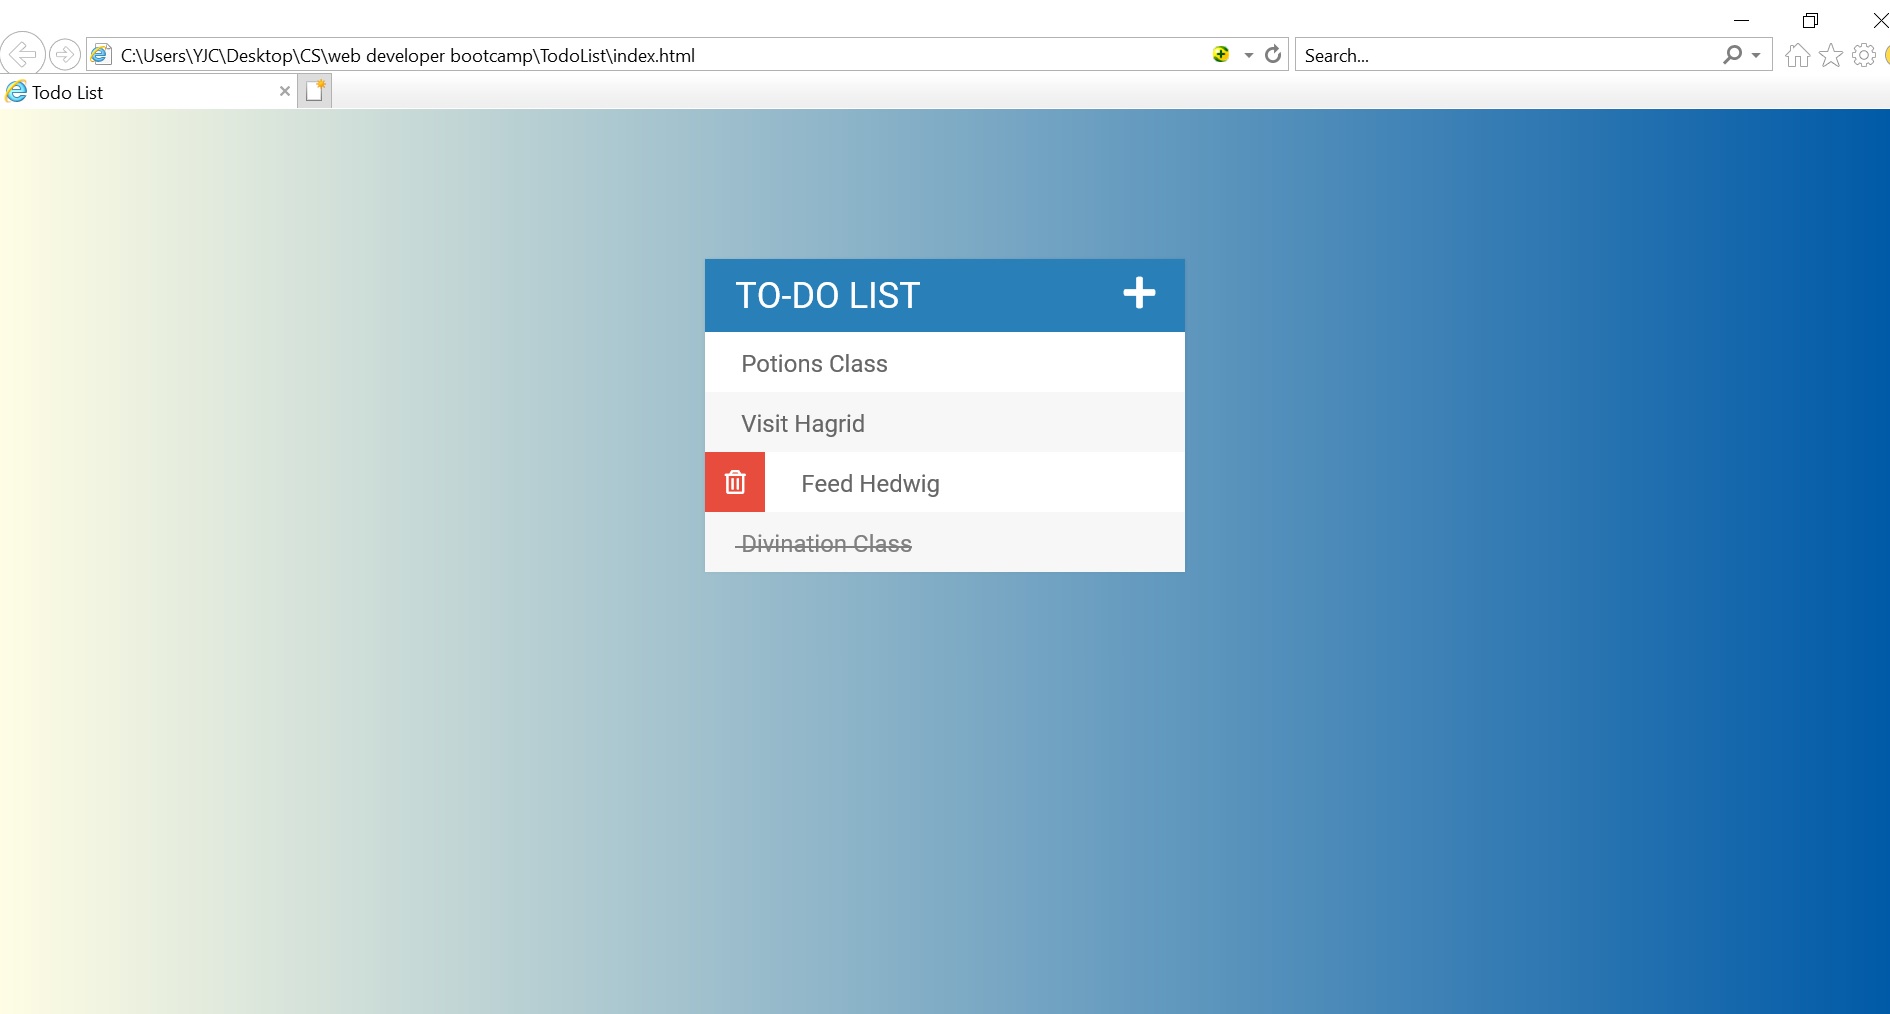 C:\Users\YJC\Desktop\CS\web developer bootcamp\TodoList\index.html
Search...
Todo List
TO-DO LIST
Potions Class
Visit Hagrid
Feed Hedwig
Divination Class